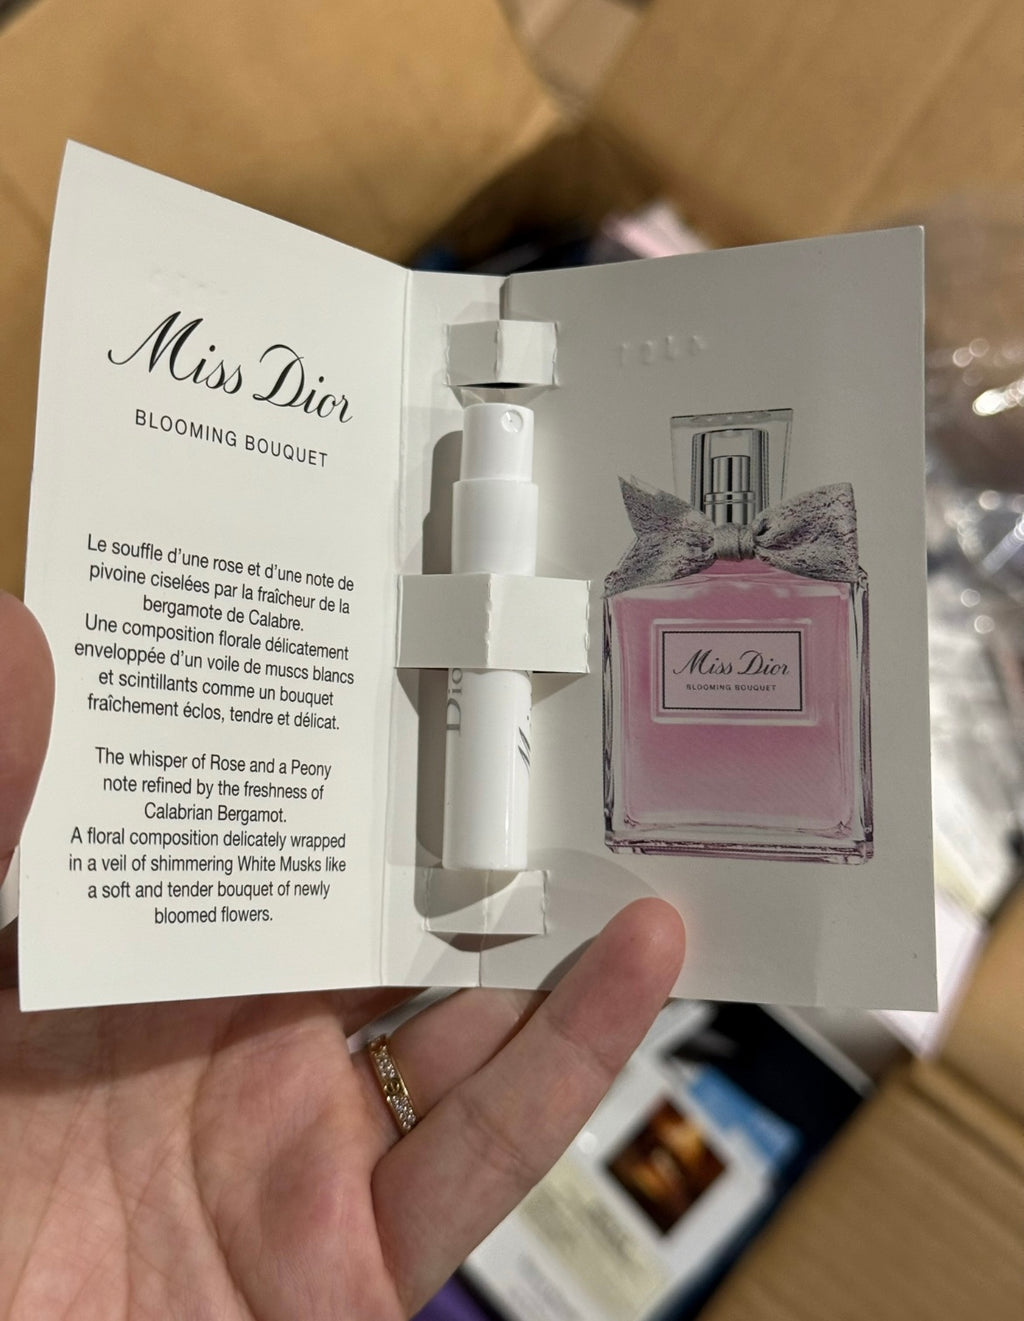 Miss Dior
BLOOMING BOUQUET
Le souffle d'une rose et d'une note de
pivoine ciselées par la fraîcheur de la
bergamote de Calabre.
Une composition florale délicatement
enveloppée d'un voile de muscs blancs
et scintillants comme un bouquet
fraîchement éclos, tendre et délicat.
The whisper of Rose and a Peony
note refined by the freshness of
Calabrian Bergamot.
A floral composition delicately wrapped
in a veil of shimmering White Musks like
a soft and tender bouquet of newly
bloomed flowers.
Miss Dior
BLOOMING BOUQUET